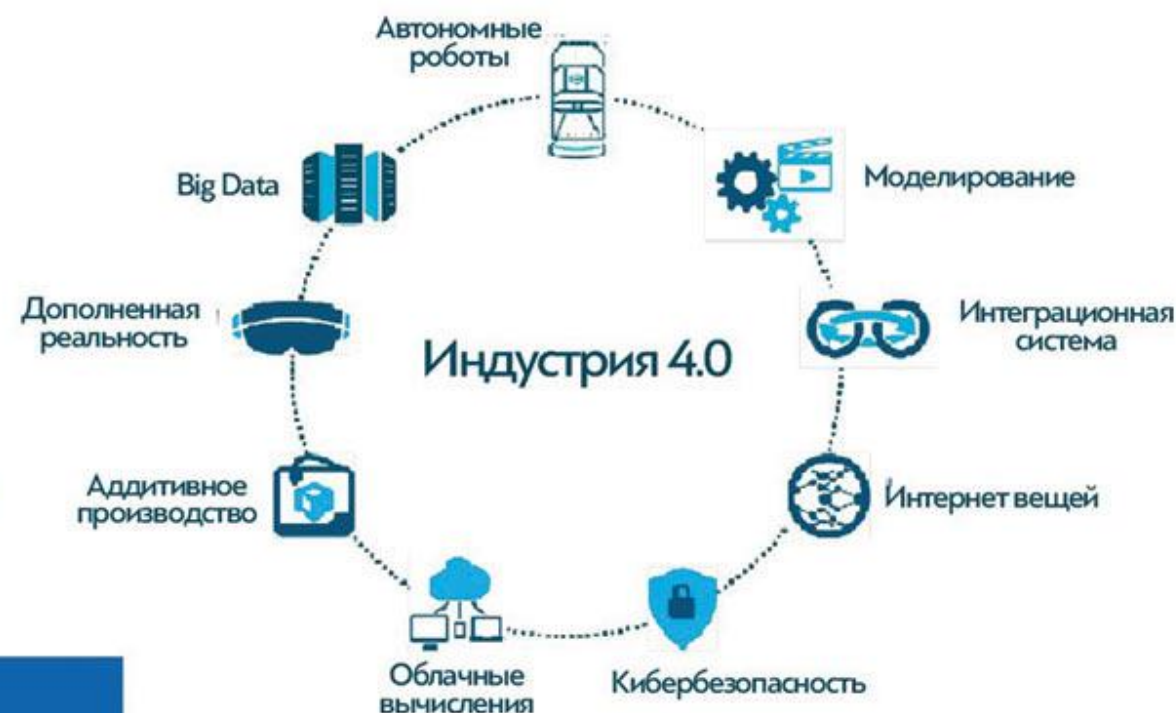 Автономные
роботы
Big Data
Моделирование
Дополненная
реальность
Интеграционная
система
Индустрия 4.0
Аддитивное
производство
Интернет вещей
Облачные
вычисления
Кибербезопасность